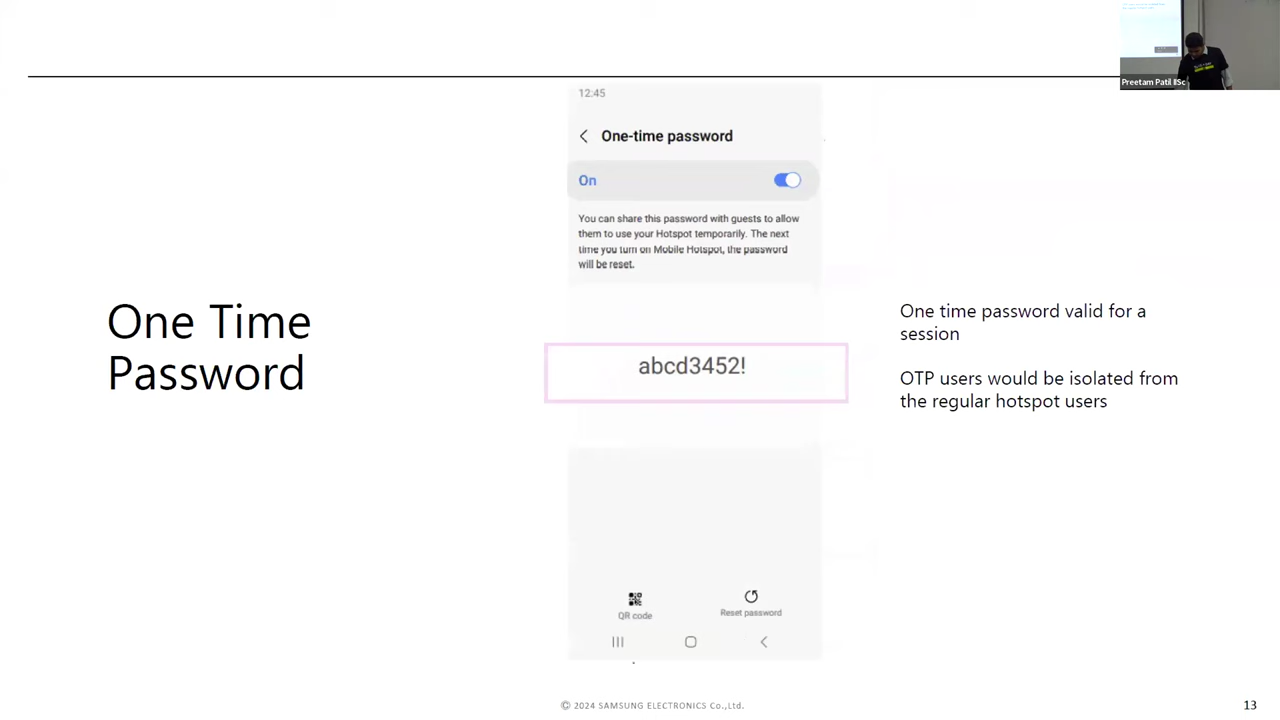 Preetam Patil IISc
12:45
One-time password
On
You can share this password with guests to allow
them to use your Hotspot temporarily. The next
time you turn on Mobile Hotspot, the password
will be reset.
One Time
Password
abcd3452!
One time password valid for a
session
OTP users would be isolated from
the regular hotspot users
QR code
Reset password
© 2024 SAMSUNG ELECTRONICS Co.,Ltd.
13